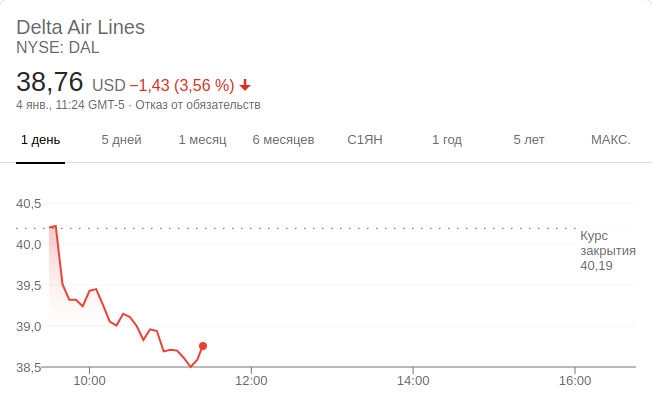 Delta Air Lines
NYSE: DAL
38,76 USD −1,43 (3,56 %)
4 янв., 11:24 GMT-5 · Отказ от обязательств
1 день 5 дней 1 месяц 6 месяцев С1ЯН 1 год 5 лет МАКС.
40,5
40,0
39,5
39,0
38,5
Курс
закрытия
40,19
10:00 12:00 14:00 16:00